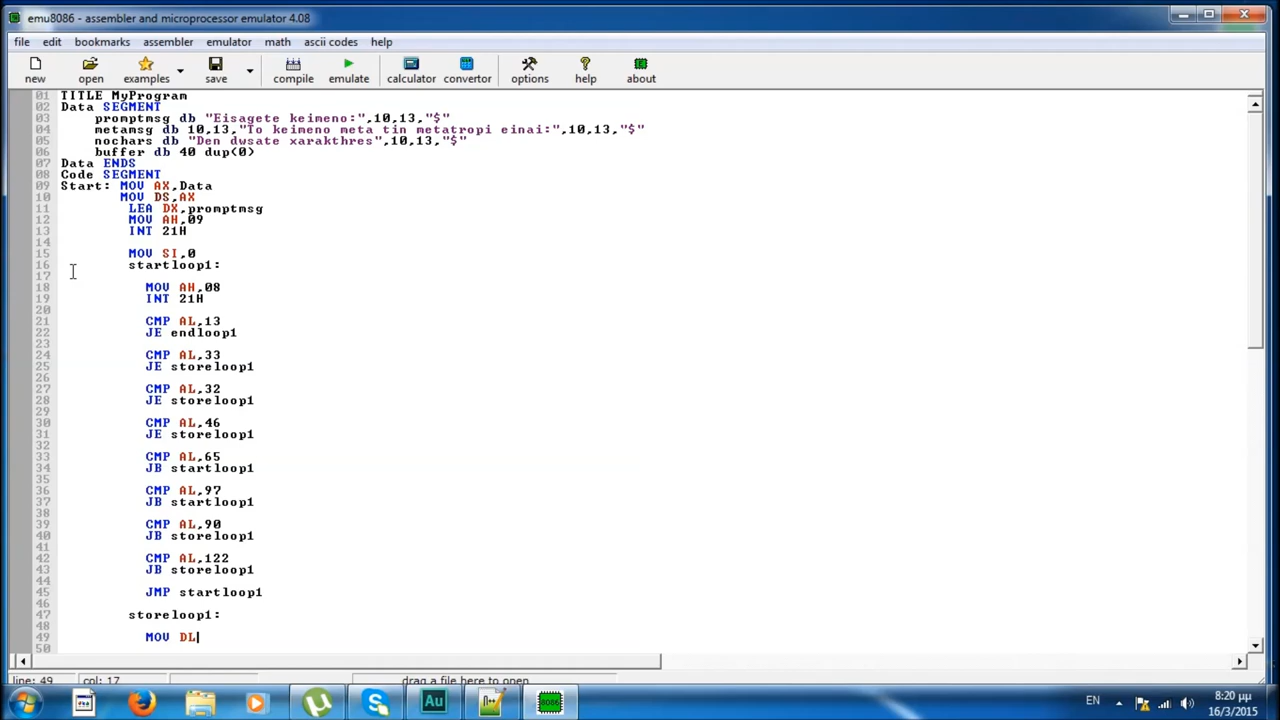 emu8086 - assembler and microprocessor emulator 4.08
file edit bookmarks assembler emulator math ascii codes help
new open examples save compile emulate calculator convertor options help about
01 TITLE MyProgram
02 Data SEGMENT
03 promptmsg db "Eisagete keimeno:",10,13,"$"
04 metamsg db 10,13,"To keimeno meta tin metatropi einai:",10,13,"$"
05 nochars db "Den dwsate xarakthres",10,13,"$"
06 buffer db 40 dup(0)
07 Data ENDS
08 Code SEGMENT
09 Start: MOV AX,Data
10 MOV DS,AX
11 LEA DX,promptmsg
12 MOV AH,09
13 INT 21H
14
15 MOV SI,0
16 startloop1:
17
18 MOV AH,08
19 INT 21H
20
21 CMP AL,13
22 JE endloop1
23
24 CMP AL,33
25 JE storeloop1
26
27 CMP AL,32
28 JE storeloop1
29
30 CMP AL,46
31 JE storeloop1
32
33 CMP AL,65
34 JB startloop1
35
36 CMP AL,97
37 JB startloop1
38
39 CMP AL,90
40 JB storeloop1
41
42 CMP AL,122
43 JB storeloop1
44
45 JMP startloop1
46
47 storeloop1:
48
49 MOV DL
50
line: 49 col: 17 drag a file here to open
Au 8086 EN 8:20 μμ
16/3/2015